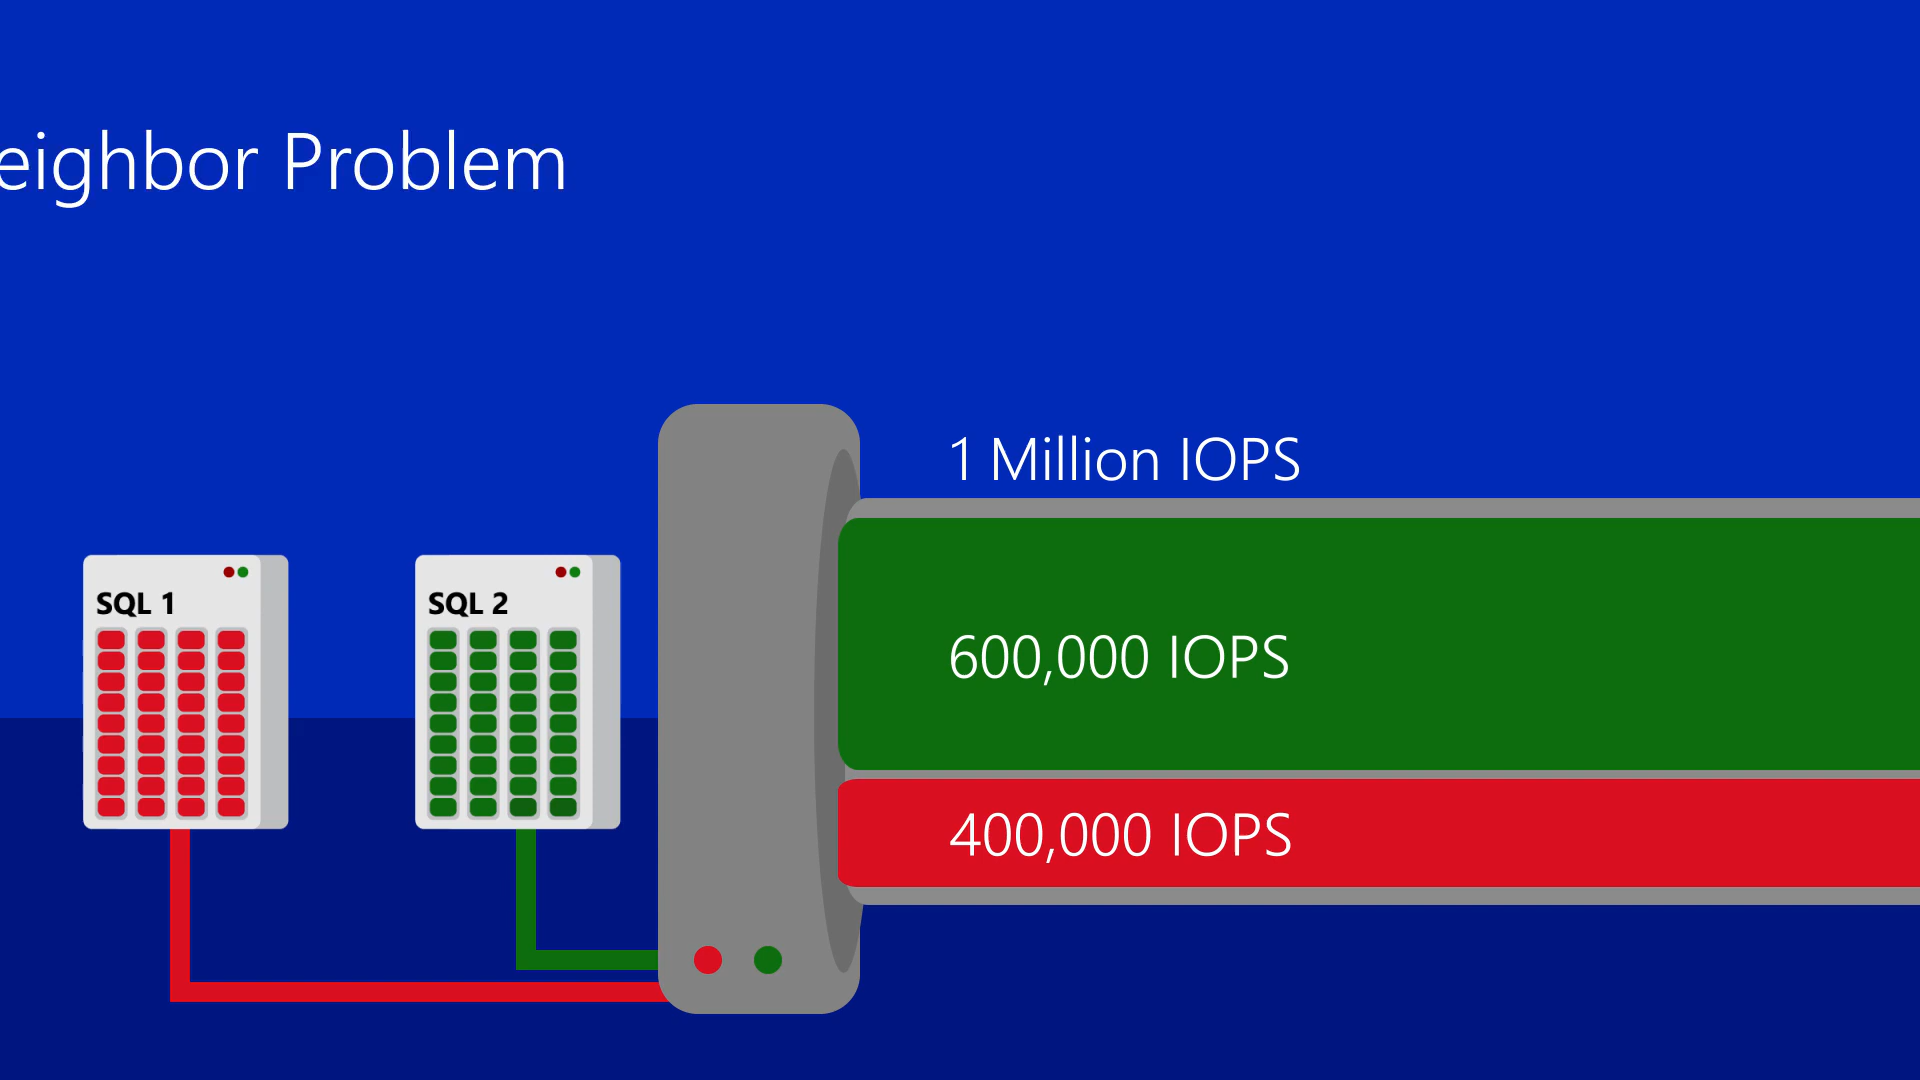 eighbor Problem
1 Million IOPS
SQL 1
SQL 2
600,000 IOPS
400,000 IOPS